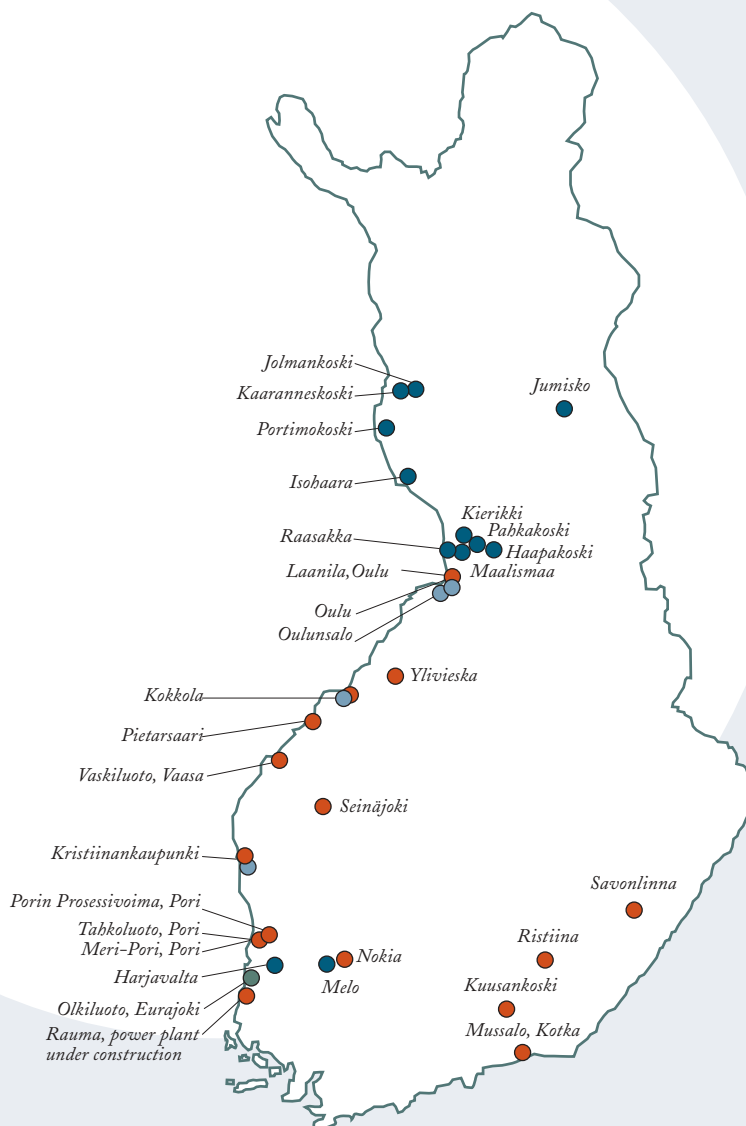 Jolmankoski
Kaaranneskoski
Jumisko
Portimokoski
Isohaara
Kierikki
Pahkakoski
Raasakka
Haapakoski
Laanila,Oulu
Maalismaa
Oulu
Oulunsalo
Ylivieska
Kokkola
Pietarsaari
Vaskiluoto, Vaasa
Seinäjoki
Kristiinankaupunki
Savonlinna
Porin Prosessivoima, Pori
Tahkoluoto, Pori
Meri-Pori, Pori
Ristiina
Nokia
Harjavalta
Melo
Kuusankoski
Olkiluoto, Eurajoki
Rauma, power plant
under construction
Mussalo, Kotka